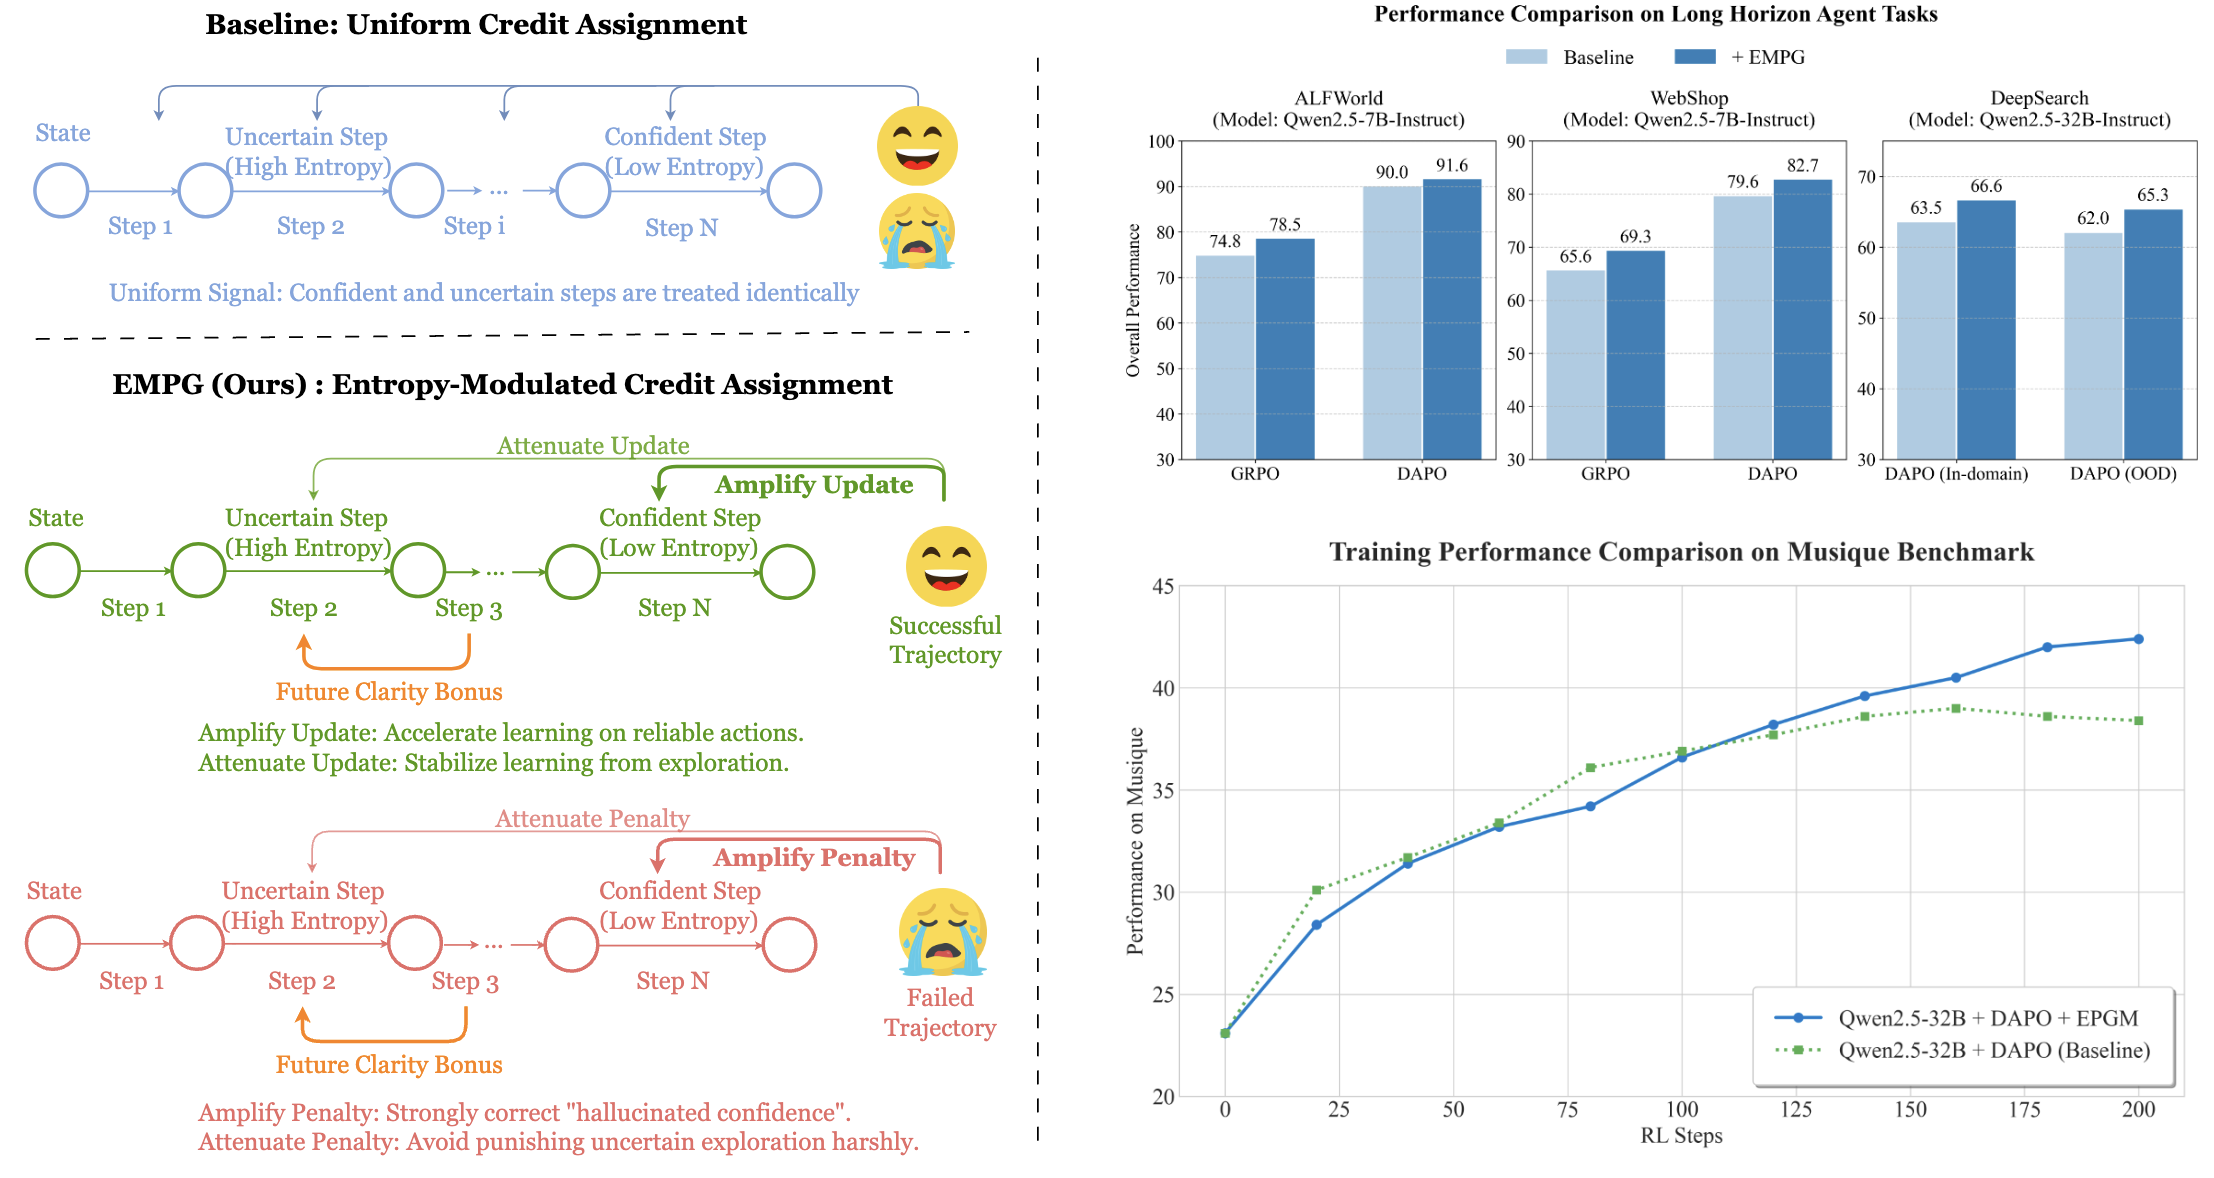 Baseline: Uniform Credit Assignment
State
Uncertain Step
(High Entropy)
Confident Step
(Low Entropy)
...
Step 1
Step 2
Step i
Step N
Uniform Signal: Confident and uncertain steps are treated identically
EMPG (Ours) : Entropy-Modulated Credit Assignment
Attenuate Update
Amplify Update
State
Uncertain Step
(High Entropy)
Confident Step
(Low Entropy)
...
Step 1
Step 2
Step 3
Step N
Successful
Trajectory
Future Clarity Bonus
Amplify Update: Accelerate learning on reliable actions.
Attenuate Update: Stabilize learning from exploration.
Attenuate Penalty
Amplify Penalty
State
Uncertain Step
(High Entropy)
Confident Step
(Low Entropy)
...
Step 1
Step 2
Step 3
Step N
Failed
Trajectory
Future Clarity Bonus
Amplify Penalty: Strongly correct "hallucinated confidence".
Attenuate Penalty: Avoid punishing uncertain exploration harshly.
Performance Comparison on Long Horizon Agent Tasks
Baseline
+ EMPG
ALFWorld
(Model: Qwen2.5-7B-Instruct)
Overall Performance
100
90
80
70
60
50
40
30
74.8
78.5
90.0
91.6
GRPO
DAPO
WebShop
(Model: Qwen2.5-7B-Instruct)
90
80
70
60
50
40
30
65.6
69.3
79.6
82.7
GRPO
DAPO
DeepSearch
(Model: Qwen2.5-32B-Instruct)
70
60
50
40
30
63.5
66.6
62.0
65.3
DAPO (In-domain)
DAPO (OOD)
Training Performance Comparison on Musique Benchmark
Performance on Musique
45
40
35
30
25
20
Qwen2.5-32B + DAPO + EPGM
Qwen2.5-32B + DAPO (Baseline)
0
25
50
75
100
125
150
175
200
RL Steps